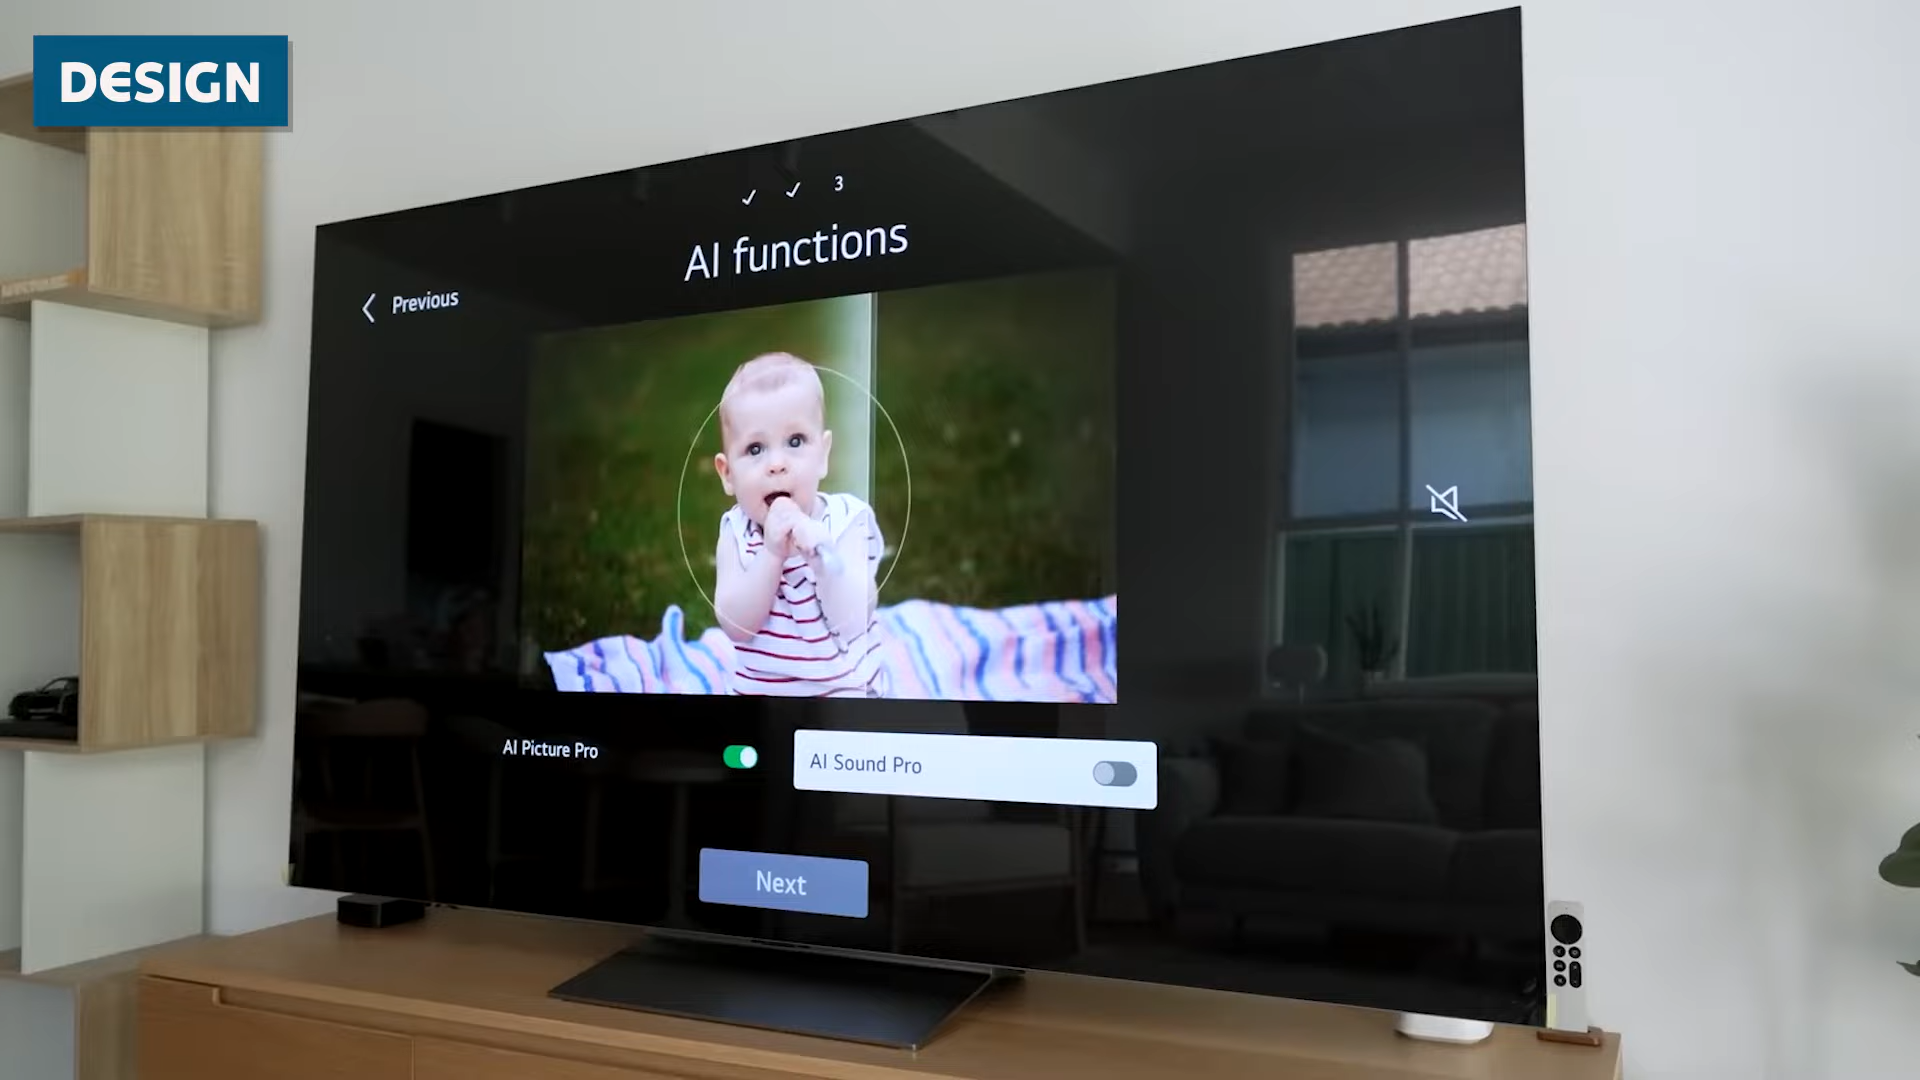 DESIGN
3
AI functions
Previous
AI Picture Pro
AI Sound Pro
Next